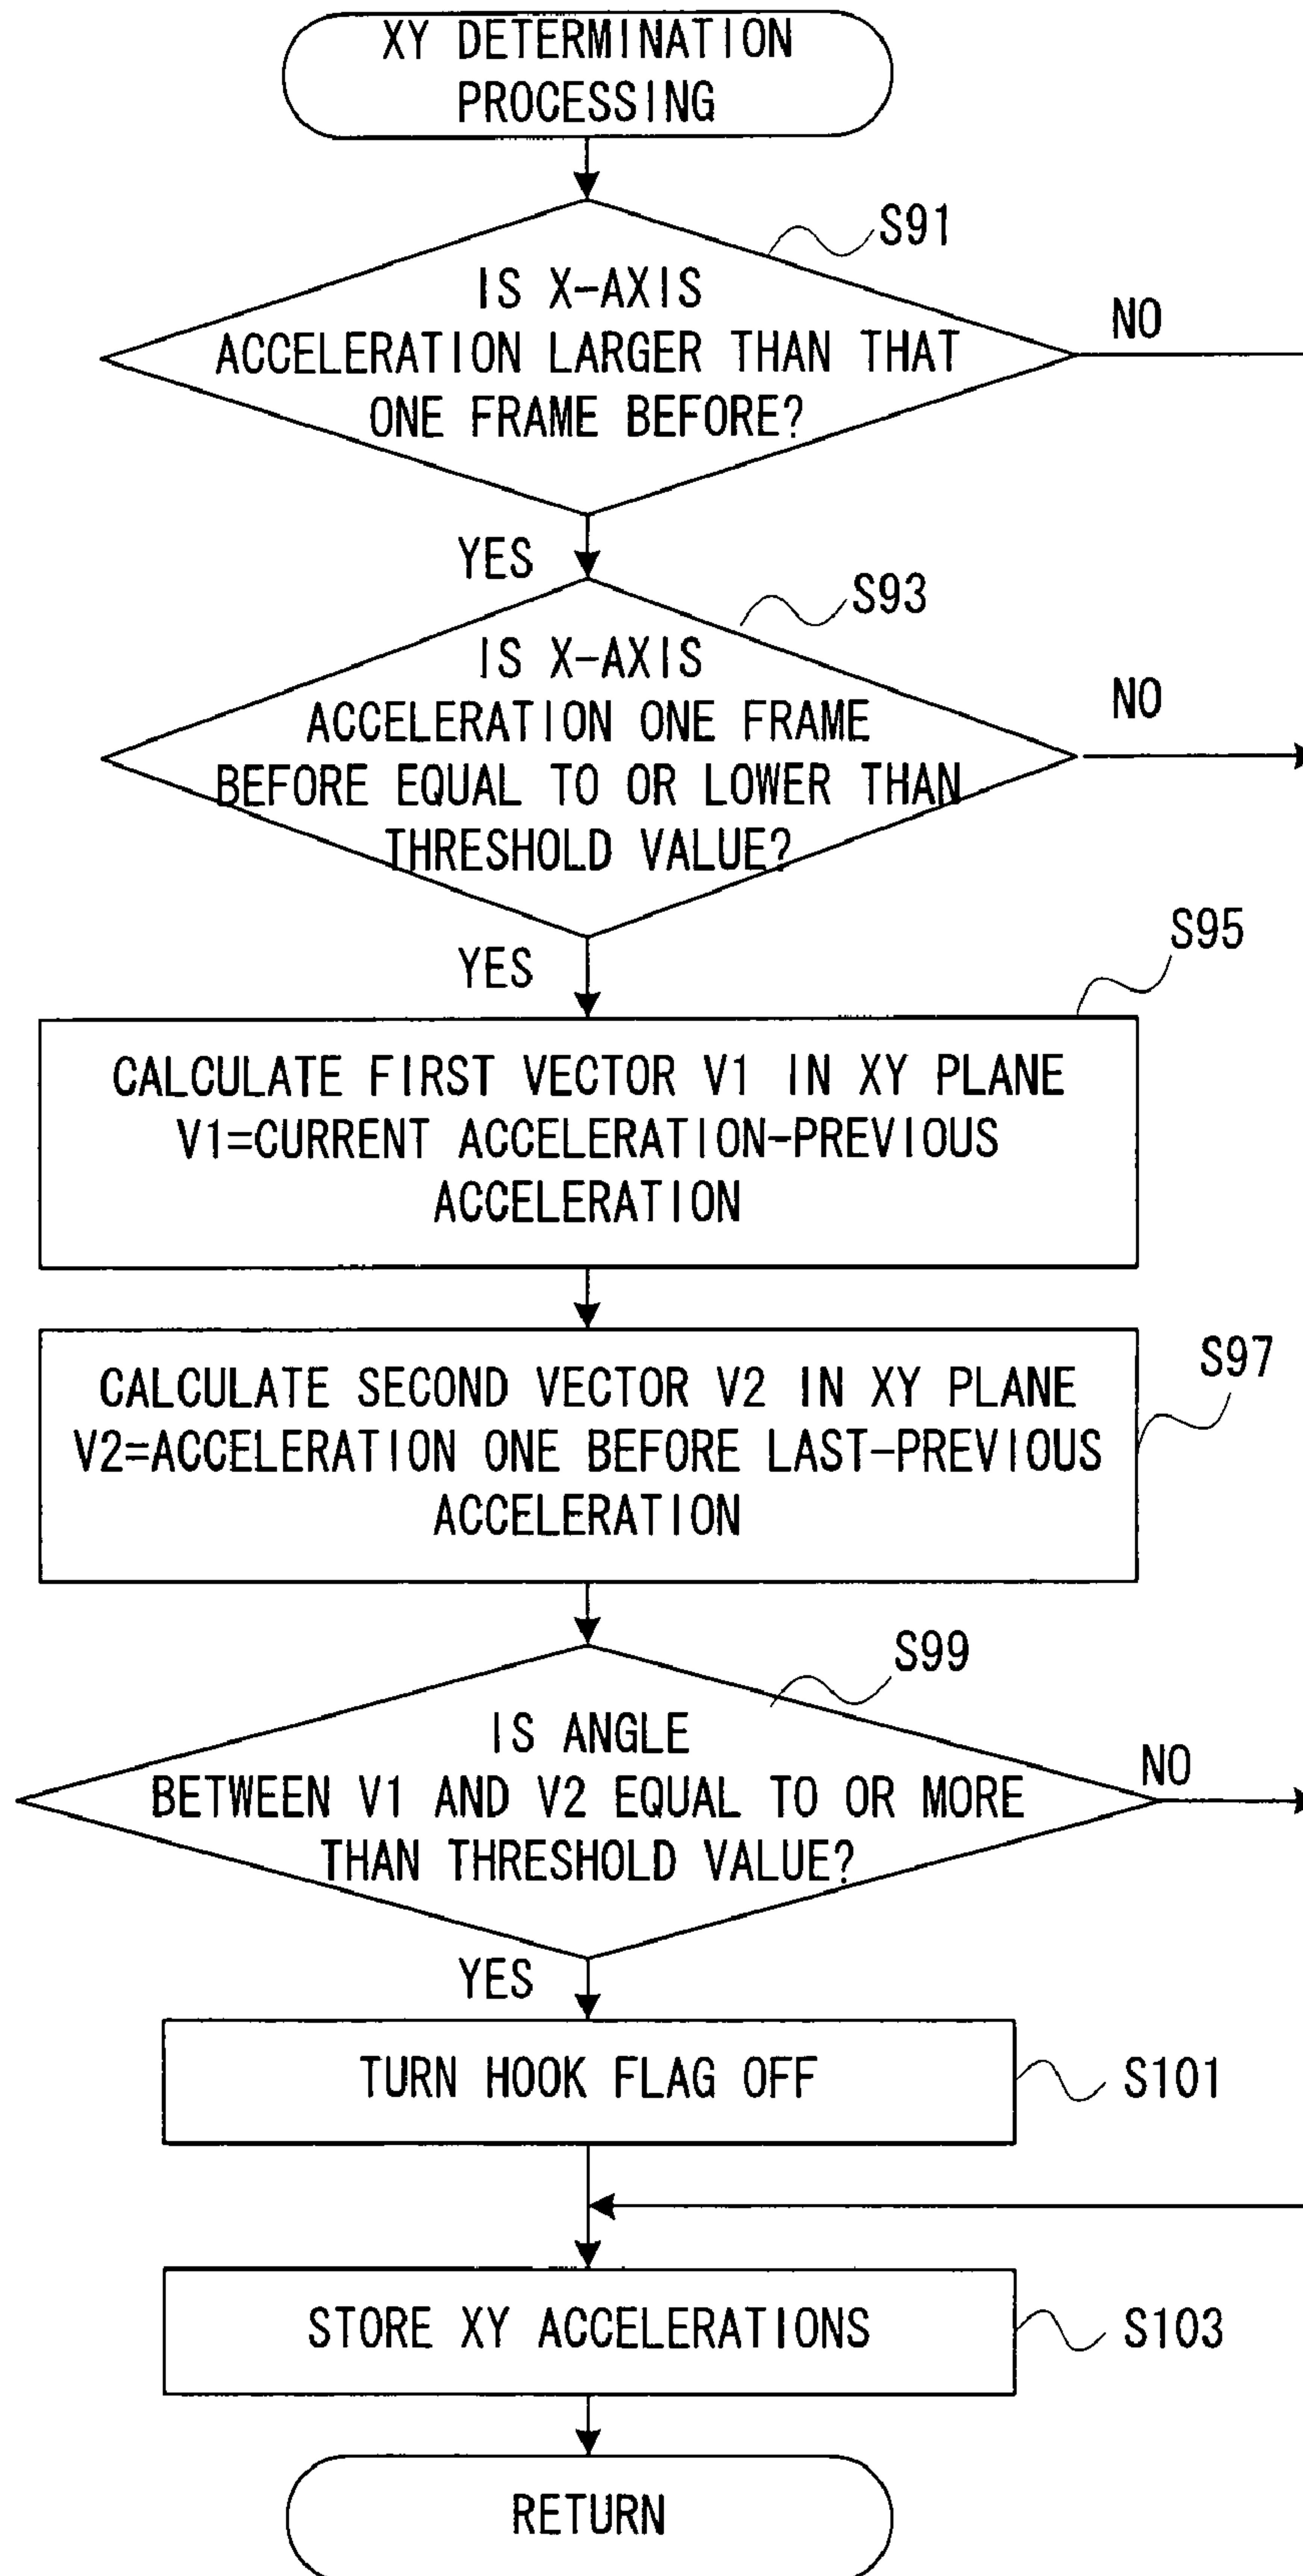 XY DETERMINATION
PROCESSING
S91
IS X-AXIS
ACCELERATION LARGER THAN THAT
ONE FRAME BEFORE?
NO
YES
S93
IS X-AXIS
ACCELERATION ONE FRAME
BEFORE EQUAL TO OR LOWER THAN
THRESHOLD VALUE?
NO
YES
S95
CALCULATE FIRST VECTOR V1 IN XY PLANE
V1=CURRENT ACCELERATION-PREVIOUS
ACCELERATION
S97
CALCULATE SECOND VECTOR V2 IN XY PLANE
V2=ACCELERATION ONE BEFORE LAST-PREVIOUS
ACCELERATION
S99
IS ANGLE
BETWEEN V1 AND V2 EQUAL TO OR MORE
THAN THRESHOLD VALUE?
NO
YES
TURN HOOK FLAG OFF
S101
STORE XY ACCELERATIONS
S103
RETURN